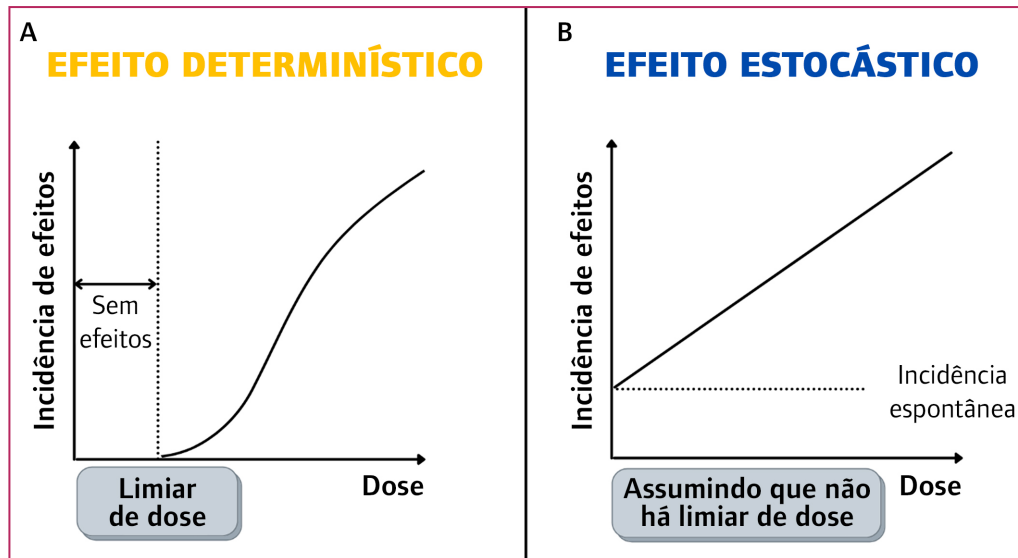 A
EFEITO DETERMINÍSTICO
Incidência de efeitos
Sem
efeitos
Limiar
de dose
Dose
B
EFEITO ESTOCÁSTICO
Incidência de efeitos
Incidência
espontânea
Assumindo que não
há limiar de dose
Dose